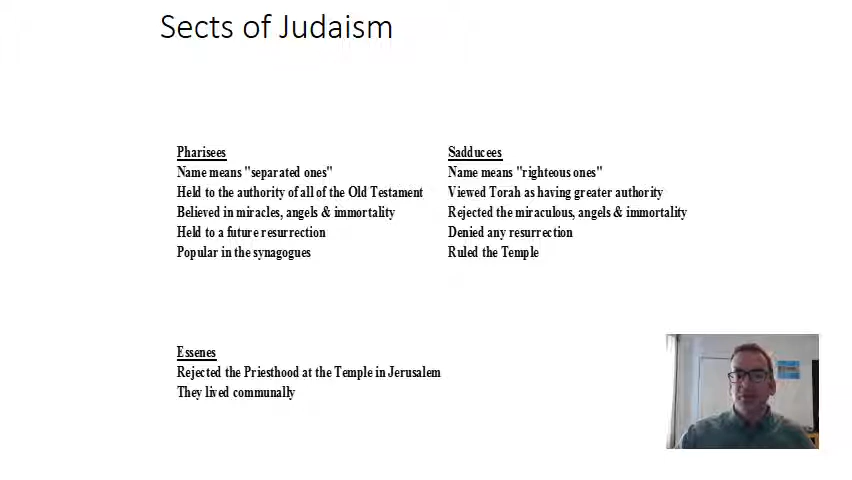 Sects of Judaism
Pharisees
Name means "separated ones"
Held to the authority of all of the Old Testament
Believed in miracles, angels & immortality
Held to a future resurrection
Popular in the synagogues
Sadducees
Name means "righteous ones"
Viewed Torah as having greater authority
Rejected the miraculous, angels & immortality
Denied any resurrection
Ruled the Temple
Essenes
Rejected the Priesthood at the Temple in Jerusalem
They lived communally